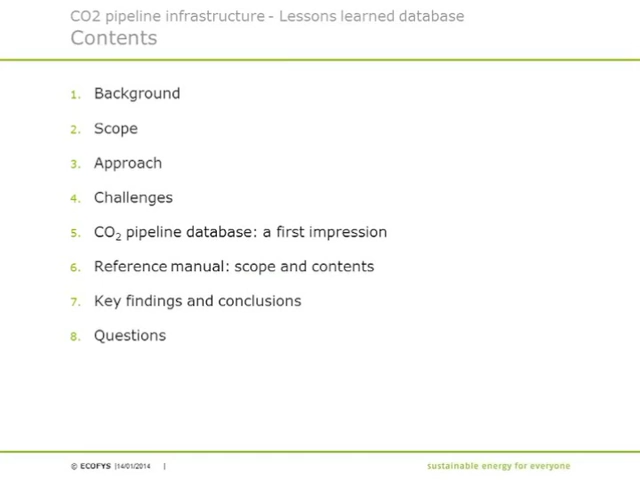 CO2 pipeline infrastructure - Lessons learned database
Contents
1. Background
2. Scope
3. Approach
4. Challenges
5. CO₂ pipeline database: a first impression
6. Reference manual: scope and contents
7. Key findings and conclusions
8. Questions
© ECOFYS |14/01/2014 | sustainable energy for everyone